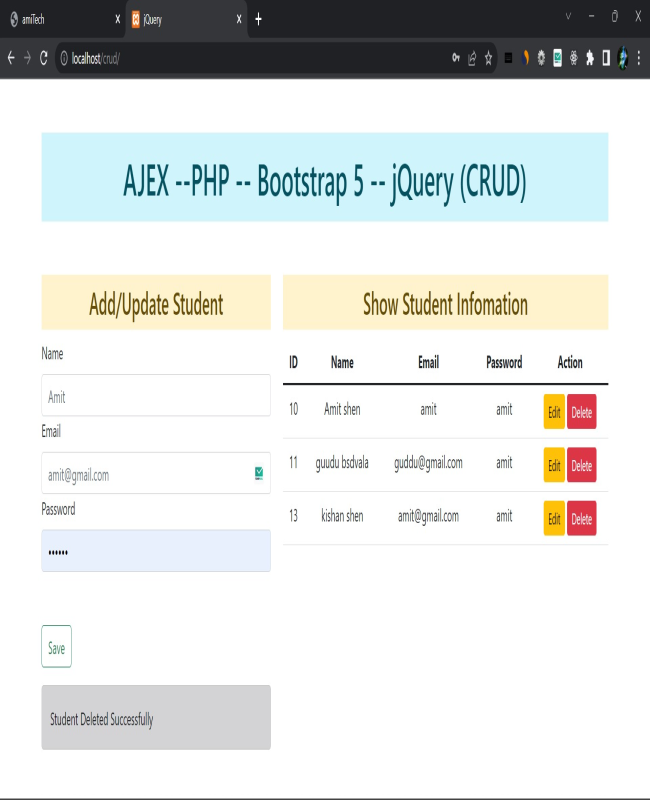 amiTech
jQuery
localhost/crud/
AJEX --PHP -- Bootstrap 5 -- jQuery (CRUD)
Add/Update Student
Show Student Infomation
Name
Amit
Email
amit@gmail.com
Password
••••••
Save
Student Deleted Successfully
ID Name Email Password Action
10 Amit shen amit amit Edit Delete
11 guudu bsdvala guddu@gmail.com amit Edit Delete
13 kishan shen amit@gmail.com amit Edit Delete